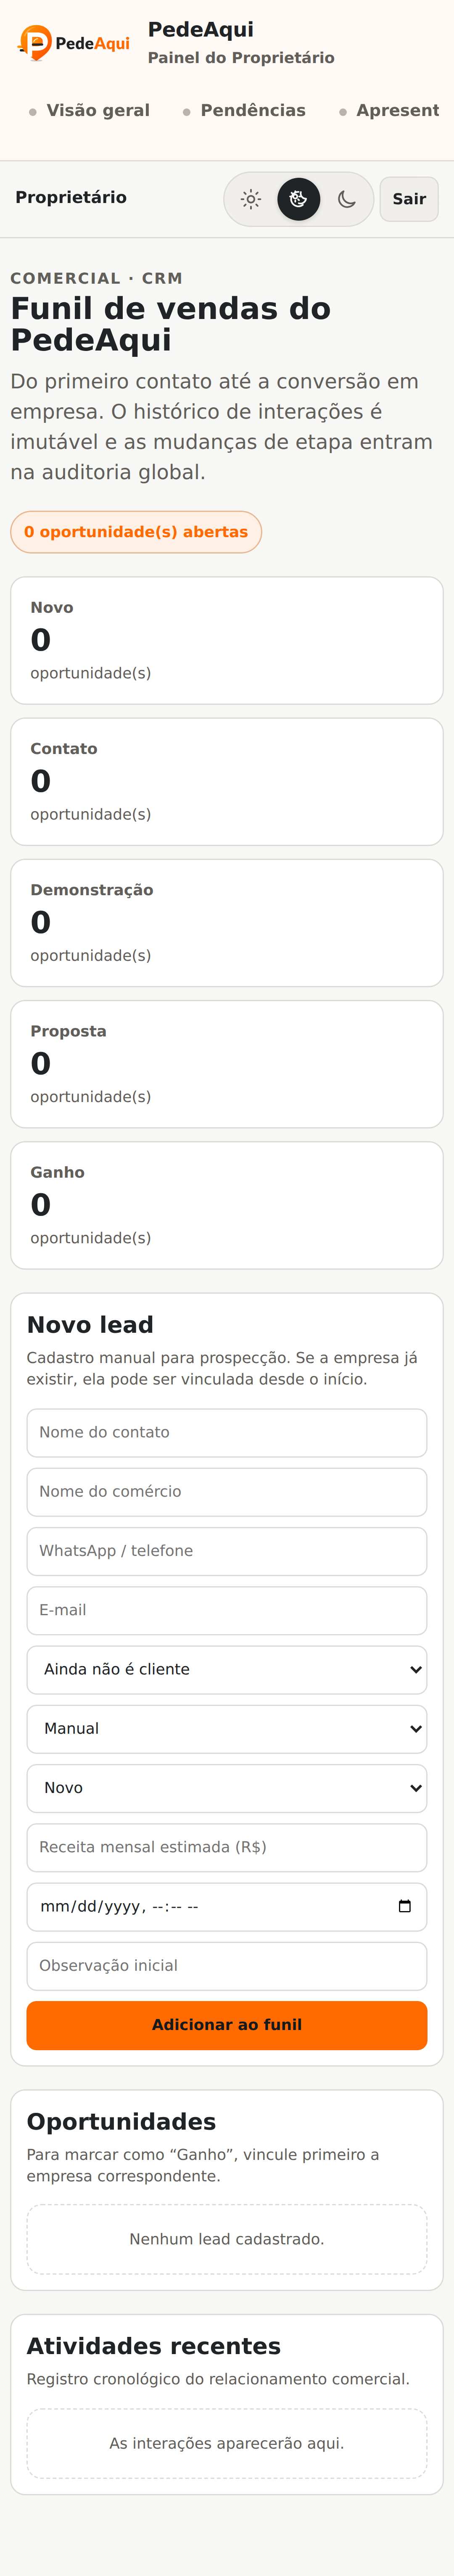 PedeAqui
PedeAqui
Painel do Proprietário
Visão geral
Pendências
Apresent
Proprietário
Sair
COMERCIAL · CRM
Funil de vendas do
PedeAqui
Do primeiro contato até a conversão em
empresa. O histórico de interações é
imutável e as mudanças de etapa entram
na auditoria global.
0 oportunidade(s) abertas
Novo
0
oportunidade(s)
Contato
0
oportunidade(s)
Demonstração
0
oportunidade(s)
Proposta
0
oportunidade(s)
Ganho
0
oportunidade(s)
Novo lead
Cadastro manual para prospecção. Se a empresa já
existir, ela pode ser vinculada desde o início.
Nome do contato
Nome do comércio
WhatsApp / telefone
E-mail
Ainda não é cliente
Manual
Novo
Receita mensal estimada (R$)
mm/dd/yyyy, --:-- --
Observação inicial
Adicionar ao funil
Oportunidades
Para marcar como “Ganho”, vincule primeiro a
empresa correspondente.
Nenhum lead cadastrado.
Atividades recentes
Registro cronológico do relacionamento comercial.
As interações aparecerão aqui.